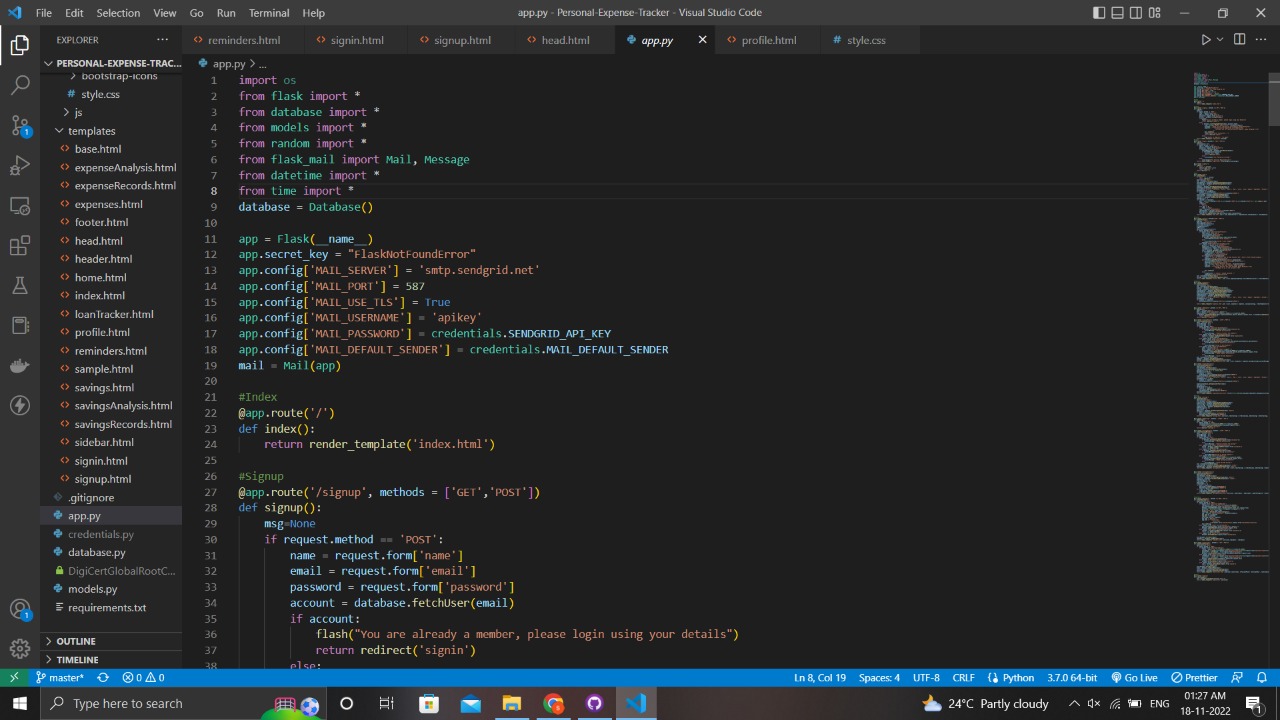 File Edit Selection View Go Run Terminal Help
app.py - Personal-Expense-Tracker - Visual Studio Code
EXPLORER
PERSONAL-EXPENSE-TRAC...
bootstrap-icons
style.css
js
templates
base.html
expenseAnalysis.html
expenseRecords.html
expenses.html
footer.html
head.html
header.html
home.html
index.html
loanTracker.html
profile.html
reminders.html
sample.html
savings.html
savingsAnalysis.html
savingsRecords.html
sidebar.html
signin.html
signup.html
.gitignore
app.py
credentials.py
database.py
DigiCertGlobalRootC...
models.py
requirements.txt
OUTLINE
TIMELINE
reminders.html signin.html signup.html head.html app.py profile.html style.css
app.py > ...
1 import os
2 from flask import *
3 from database import *
4 from models import *
5 from random import *
6 from flask_mail import Mail, Message
7 from datetime import *
8 from time import *
9 database = Database()
10
11 app = Flask(__name__)
12 app.secret_key = "FlaskNotFoundError"
13 app.config['MAIL_SERVER'] = 'smtp.sendgrid.net'
14 app.config['MAIL_PORT'] = 587
15 app.config['MAIL_USE_TLS'] = True
16 app.config['MAIL_USERNAME'] = 'apikey'
17 app.config['MAIL_PASSWORD'] = credentials.SENDGRID_API_KEY
18 app.config['MAIL_DEFAULT_SENDER'] = credentials.MAIL_DEFAULT_SENDER
19 mail = Mail(app)
20
21 #Index
22 @app.route('/')
23 def index():
24 return render_template('index.html')
25
26 #Signup
27 @app.route('/signup', methods = ['GET','POST'])
28 def signup():
29 msg=None
30 if request.method == 'POST':
31 name = request.form['name']
32 email = request.form['email']
33 password = request.form['password']
34 account = database.fetchUser(email)
35 if account:
36 flash("You are already a member, please login using your details")
37 return redirect('signin')
38 else:
master* 0 0 Ln 8, Col 19 Spaces: 4 UTF-8 CRLF Python 3.7.0 64-bit Go Live Prettier
Type here to search
24°C Partly cloudy
ENG
01:27 AM
18-11-2022